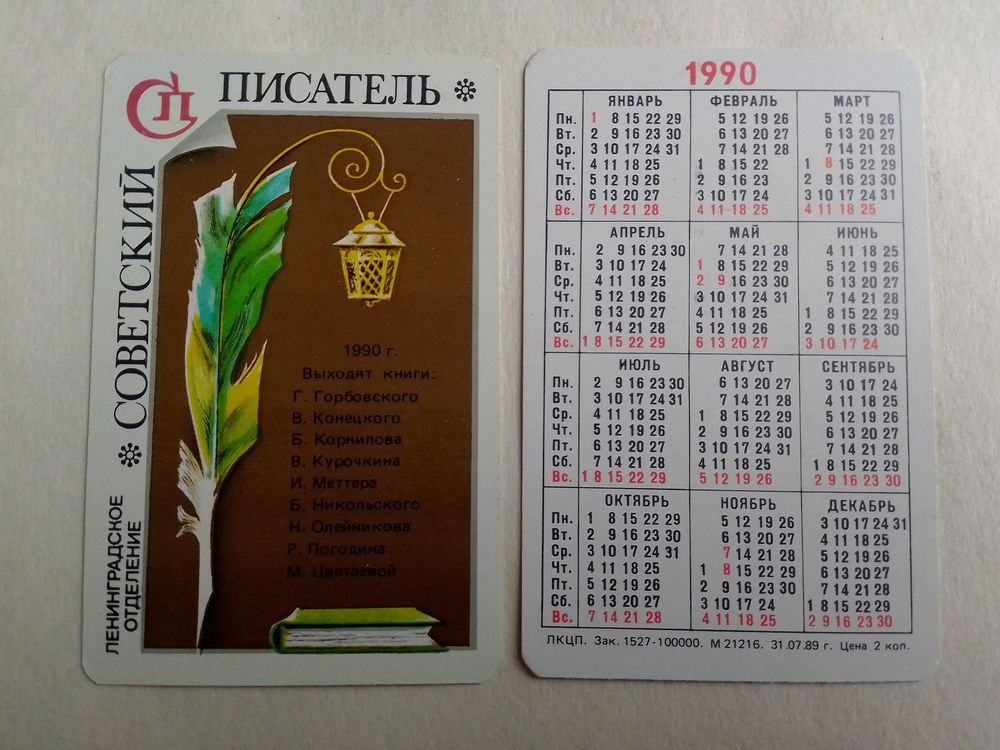 СП
ПИСАТЕЛЬ
СОВЕТСКИЙ
ЛЕНИНГРАДСКОЕ
ОТДЕЛЕНИЕ
1990 г.
Выходят книги:
Г. Горбовского
В. Конецкого
Б. Корнилова
В. Курочкина
И. Меттера
Б. Никольского
Н. Олейникова
Р. Погодина
М. Цветаевой
1990
ЯНВАРЬ ФЕВРАЛЬ МАРТ
Пн. 1 8 15 22 29 5 12 19 26 5 12 19 26
Вт. 2 9 16 23 30 6 13 20 27 6 13 20 27
Ср. 3 10 17 24 31 7 14 21 28 7 14 21 28
Чт. 4 11 18 25 1 8 15 22 1 8 15 22 29
Пт. 5 12 19 26 2 9 16 23 2 9 16 23 30
Сб. 6 13 20 27 3 10 17 24 3 10 17 24 31
Вс. 7 14 21 28 4 11 18 25 4 11 18 25
АПРЕЛЬ МАЙ ИЮНЬ
Пн. 2 9 16 23 30 7 14 21 28 4 11 18 25
Вт. 3 10 17 24 1 8 15 22 29 5 12 19 26
Ср. 4 11 18 25 2 9 16 23 30 6 13 20 27
Чт. 5 12 19 26 3 10 17 24 31 7 14 21 28
Пт. 6 13 20 27 4 11 18 25 1 8 15 22 29
Сб. 7 14 21 28 5 12 19 26 2 9 16 23 30
Вс. 1 8 15 22 29 6 13 20 27 3 10 17 24
ИЮЛЬ АВГУСТ СЕНТЯБРЬ
Пн. 2 9 16 23 30 6 13 20 27 3 10 17 24
Вт. 3 10 17 24 31 7 14 21 28 4 11 18 25
Ср. 4 11 18 25 1 8 15 22 29 5 12 19 26
Чт. 5 12 19 26 2 9 16 23 30 6 13 20 27
Пт. 6 13 20 27 3 10 17 24 31 7 14 21 28
Сб. 7 14 21 28 4 11 18 25 1 8 15 22 29
Вс. 1 8 15 22 29 5 12 19 26 2 9 16 23 30
ОКТЯБРЬ НОЯБРЬ ДЕКАБРЬ
Пн. 1 8 15 22 29 5 12 19 26 3 10 17 24 31
Вт. 2 9 16 23 30 6 13 20 27 4 11 18 25
Ср. 3 10 17 24 31 7 14 21 28 5 12 19 26
Чт. 4 11 18 25 1 8 15 22 29 6 13 20 27
Пт. 5 12 19 26 2 9 16 23 30 7 14 21 28
Сб. 6 13 20 27 3 10 17 24 1 8 15 22 29
Вс. 7 14 21 28 4 11 18 25 2 9 16 23 30
ЛКЦП. Зак. 1527-100000. М 21216. 31.07.89 г. Цена 2 коп.